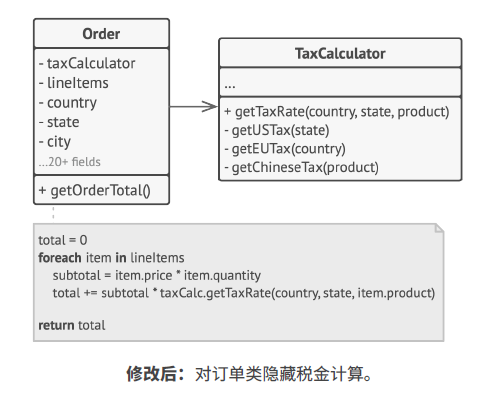 Order
- taxCalculator
- lineItems
- country
- state
- city
...20+ fields
+ getOrderTotal()
TaxCalculator
...
+ getTaxRate(country, state, product)
- getUSTax(state)
- getEUTax(country)
- getChineseTax(product)
total = 0
foreach item in lineItems
subtotal = item.price * item.quantity
total += subtotal * taxCalc.getTaxRate(country, state, item.product)
return total
修改后：对订单类隐藏税金计算。